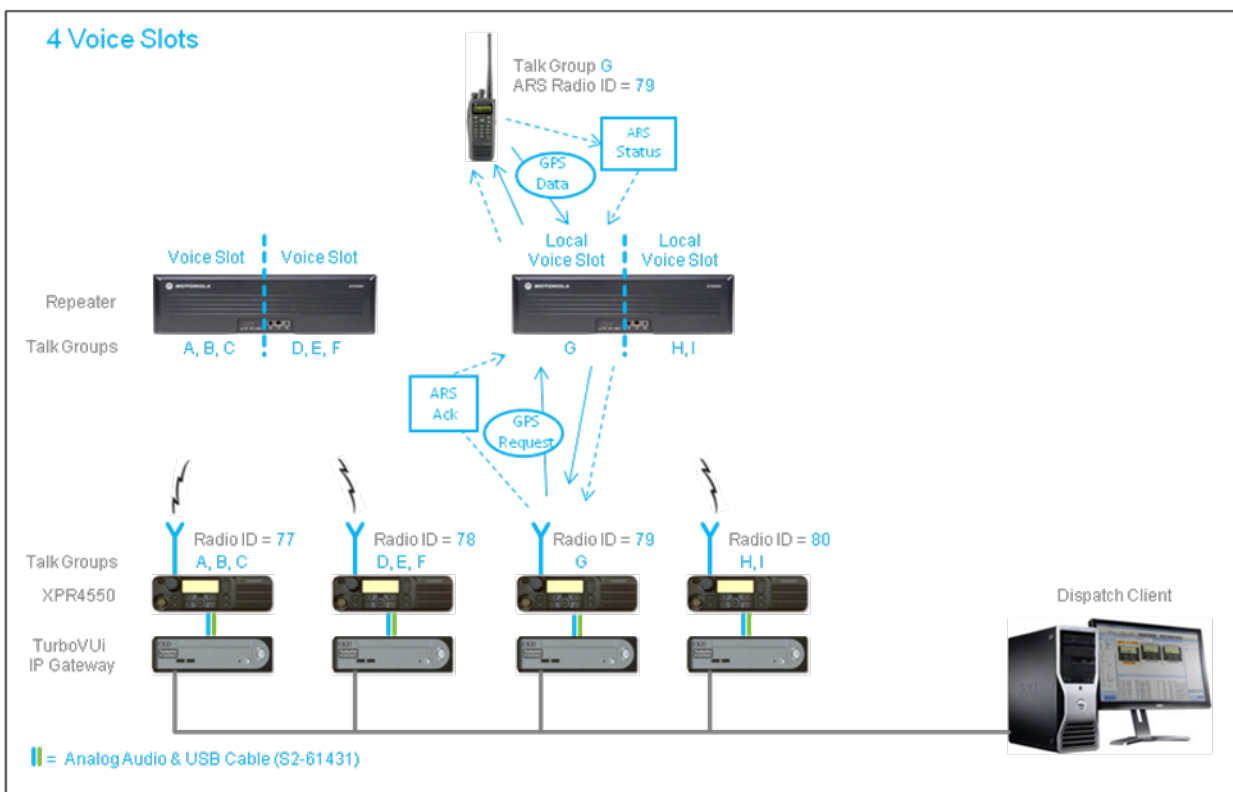 4 Voice Slots
Talk Group G
ARS Radio ID = 79
ARS
Status
GPS
Data
Voice Slot
Voice Slot
Local
Voice Slot
Local
Voice Slot
Repeater
MOTOROLA
MOTOROLA
Talk Groups
A, B, C
D, E, F
G
H, I
ARS
Ack
GPS
Request
Radio ID = 77
Radio ID = 78
Radio ID = 79
Radio ID = 80
Talk Groups
A, B, C
D, E, F
G
H, I
XPR4550
Dispatch Client
TurboVUi
IP Gateway
= Analog Audio & USB Cable (S2-61431)